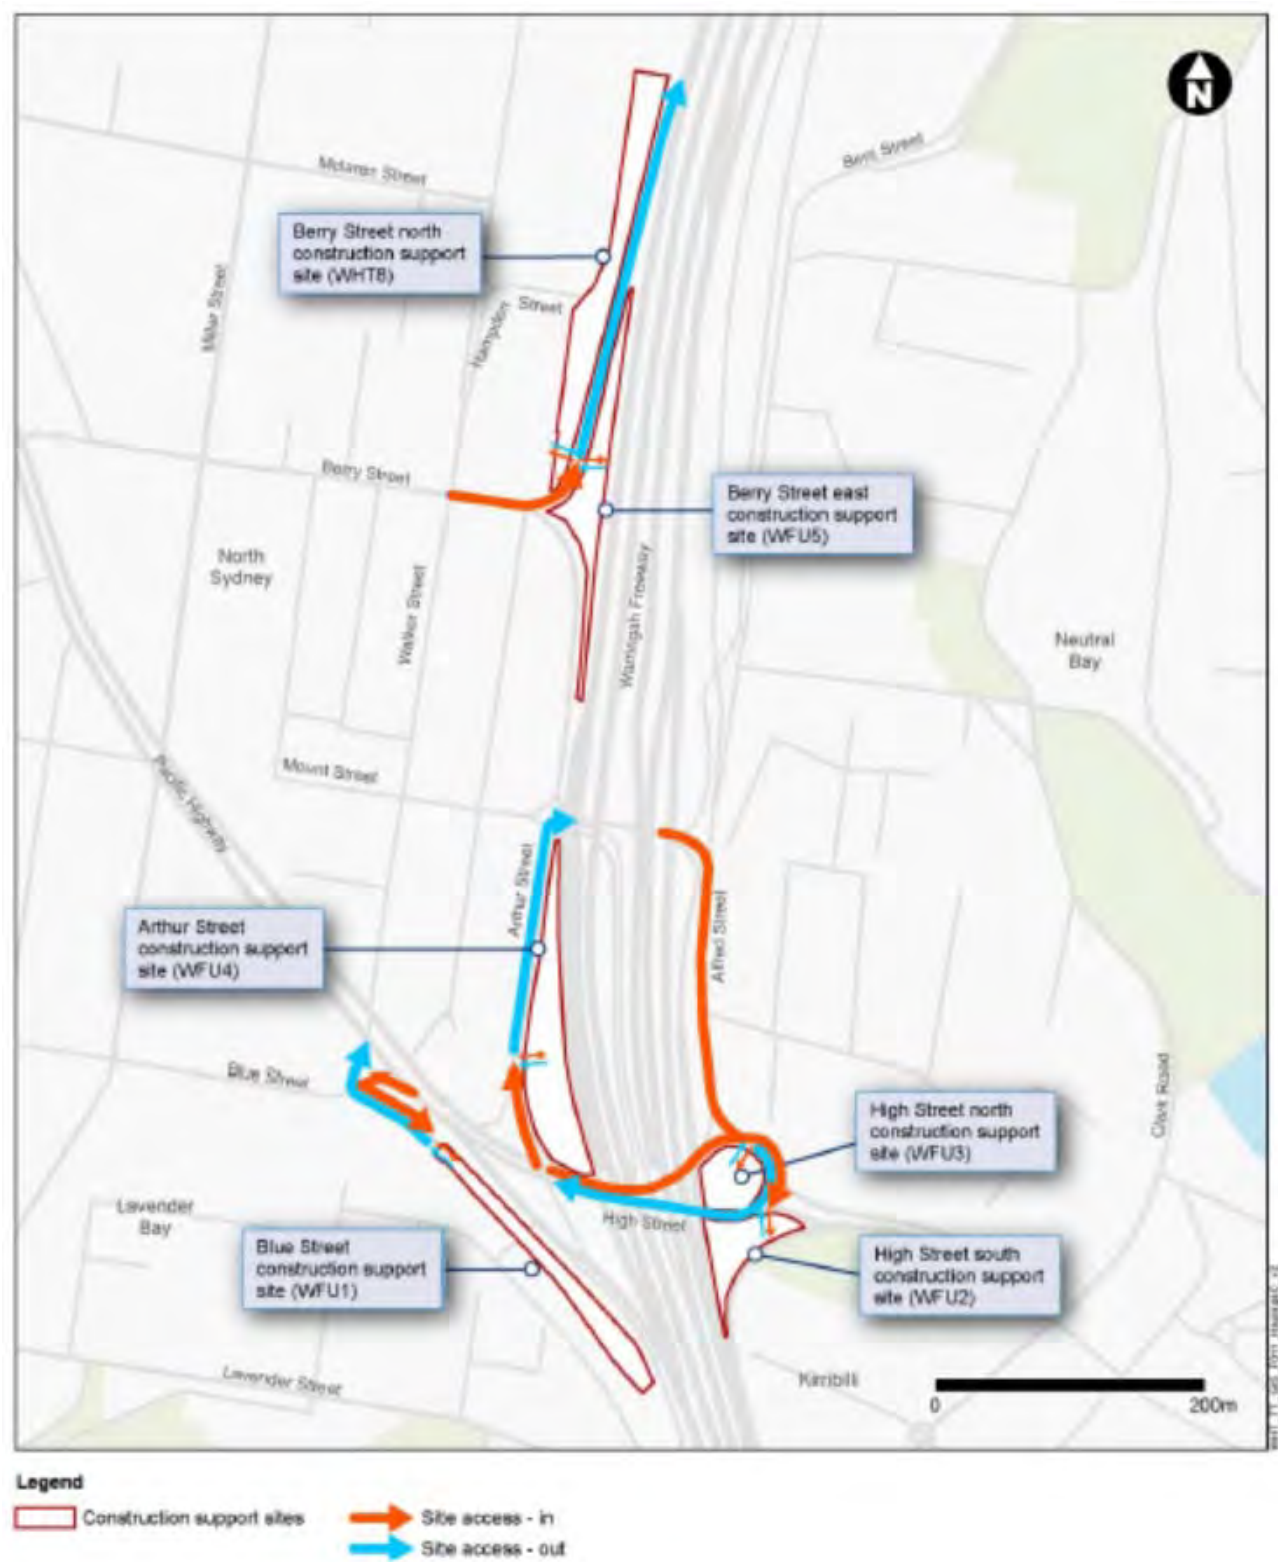 N
Bent Street
Mclaren Street
Berry Street north
construction support
site (WHT8)
Miller Street
Hampden
Street
Berry Street
Berry Street east
construction support
site (WFU5)
North
Sydney
Walker Street
Warringah Freeway
Neutral
Bay
Mount Street
Pacific Highway
Arthur Street
Alfred Street
Arthur Street
construction support
site (WFU4)
Blue Street
Clark Road
High Street north
construction support
site (WFU3)
Lavender
Bay
High Street
Blue Street
construction support
site (WFU1)
High Street south
construction support
site (WFU2)
Lavender Street
Kirribilli
0
200m
Legend
Construction support sites
Site access - in
Site access - out